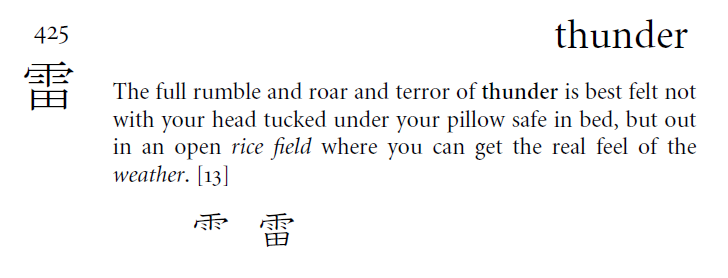 425
thunder
雷
The full rumble and roar and terror of thunder is best felt not
with your head tucked under your pillow safe in bed, but out
in an open rice field where you can get the real feel of the
weather. [13]
⻗ 雷